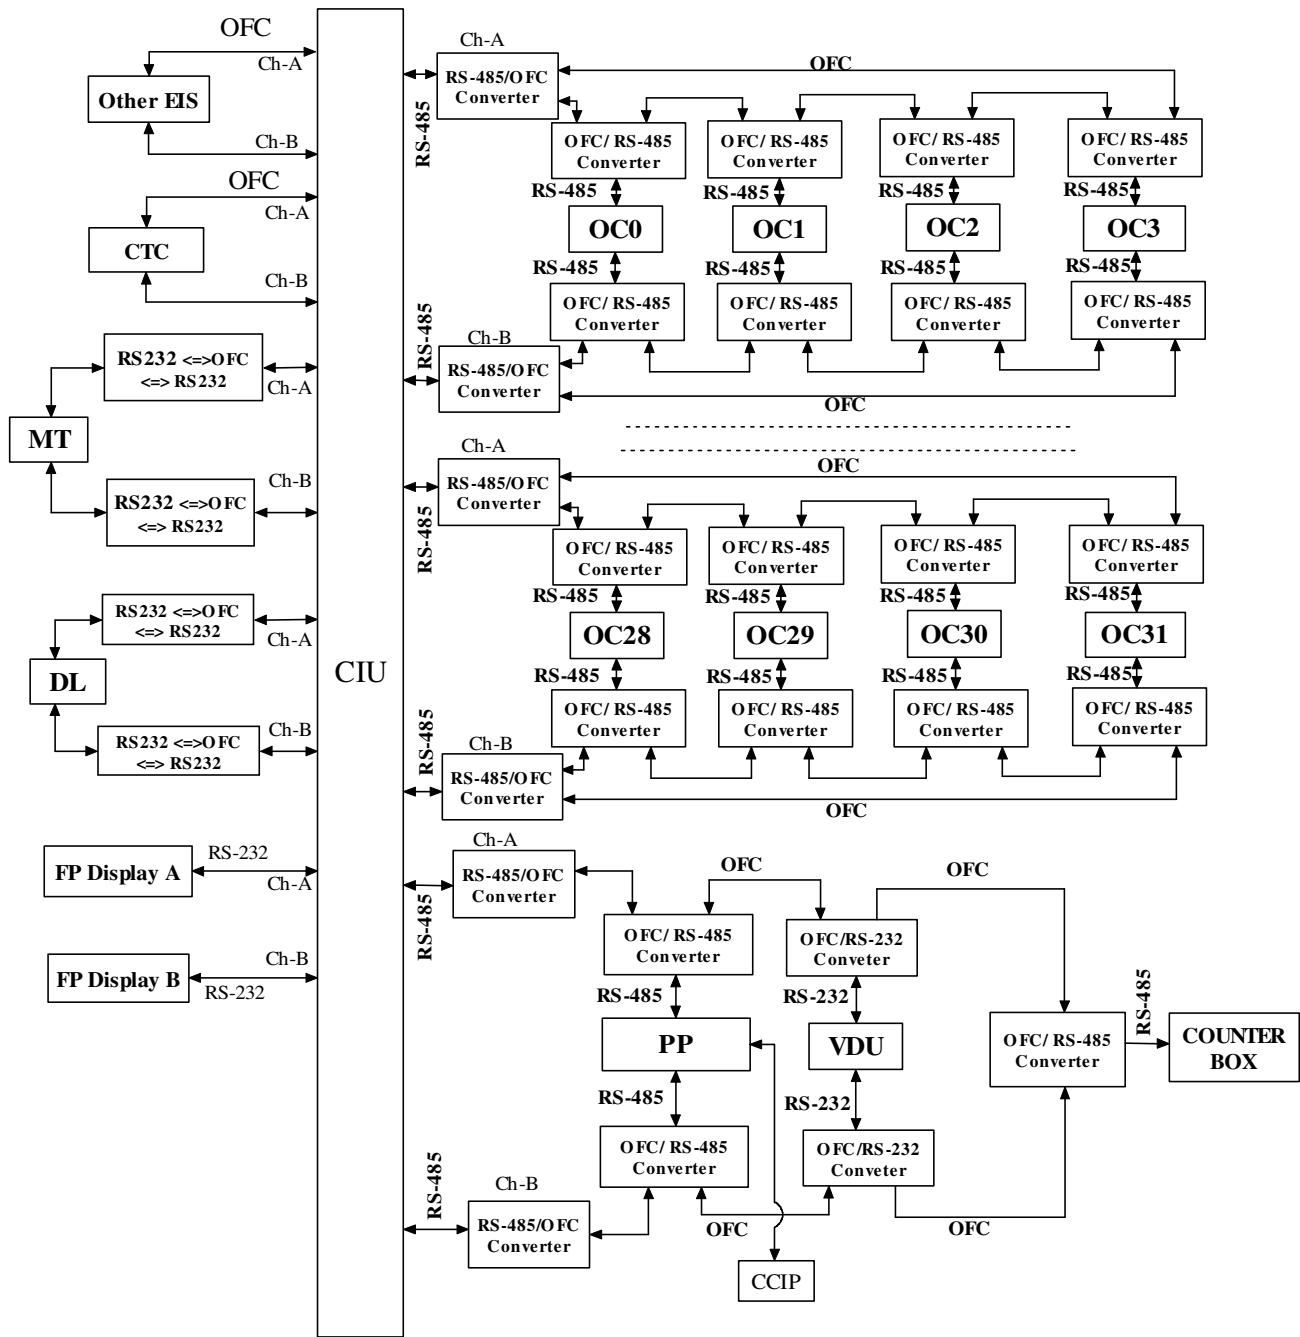 OFC
Ch-A
Other EIS
Ch-B
OFC
Ch-A
CTC
Ch-B
RS232 <=>OFC
<=> RS232
Ch-A
MT
Ch-B
RS232 <=>OFC
<=> RS232
RS232 <=>OFC
<=> RS232
Ch-A
DL
Ch-B
RS232 <=>OFC
<=> RS232
FP Display A
RS-232
Ch-A
FP Display B
Ch-B
RS-232
CIU
Ch-A
RS-485/OFC
Converter
RS-485
OFC
OFC/ RS-485
Converter
OFC/ RS-485
Converter
OFC/ RS-485
Converter
OFC/ RS-485
Converter
RS-485
RS-485
RS-485
RS-485
OC0
OC1
OC2
OC3
RS-485
RS-485
RS-485
RS-485
OFC/ RS-485
Converter
OFC/ RS-485
Converter
OFC/ RS-485
Converter
OFC/ RS-485
Converter
RS-485
Ch-B
RS-485/OFC
Converter
OFC
Ch-A
RS-485/OFC
Converter
RS-485
OFC
OFC/ RS-485
Converter
OFC/ RS-485
Converter
OFC/ RS-485
Converter
OFC/ RS-485
Converter
RS-485
RS-485
RS-485
RS-485
OC28
OC29
OC30
OC31
RS-485
RS-485
RS-485
RS-485
OFC/ RS-485
Converter
OFC/ RS-485
Converter
OFC/ RS-485
Converter
OFC/ RS-485
Converter
RS-485
Ch-B
RS-485/OFC
Converter
OFC
Ch-A
RS-485/OFC
Converter
RS-485
OFC
OFC
OFC/ RS-485
Converter
OFC/RS-232
Conveter
RS-485
RS-232
PP
VDU
OFC/ RS-485
Converter
RS-485
COUNTER
BOX
RS-485
RS-232
OFC/ RS-485
Converter
OFC/RS-232
Conveter
RS-485
Ch-B
RS-485/OFC
Converter
OFC
OFC
CCIP